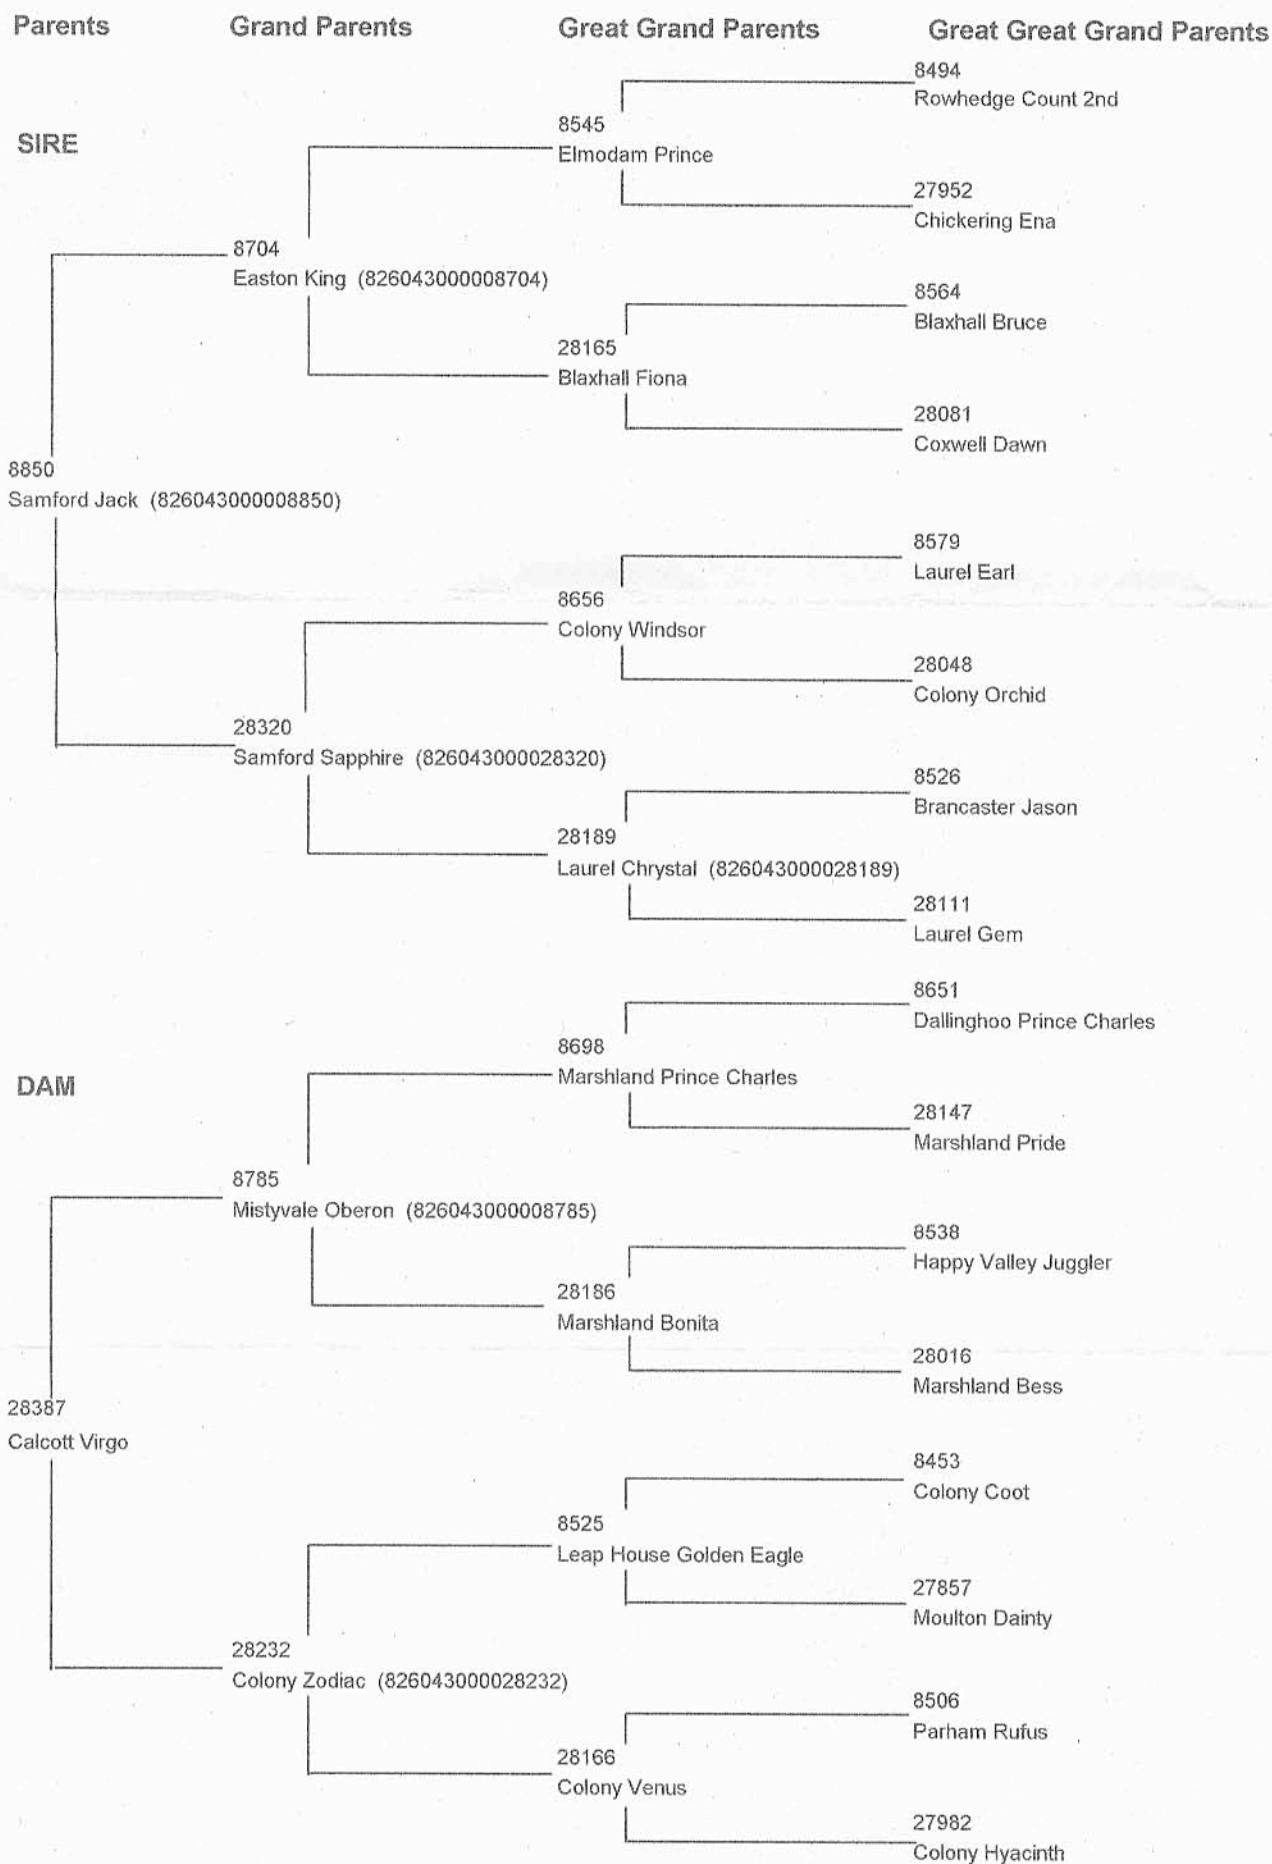 Parents Grand Parents Great Grand Parents Great Great Grand Parents
8494
Rowhedge Count 2nd
8545
SIRE
Elmodam Prince
27952
Chickering Ena
8704
Easton King (826043000008704)
8564
Blaxhall Bruce
28165
Blaxhall Fiona
28081
Coxwell Dawn
8850
Samford Jack (826043000008850)
8579
Laurel Earl
8656
Colony Windsor
28048
Colony Orchid
28320
Samford Sapphire (826043000028320)
8526
Brancaster Jason
28189
Laurel Chrystal (826043000028189)
28111
Laurel Gem
8651
Dallinghoo Prince Charles
8698
Marshland Prince Charles
DAM
28147
Marshland Pride
8785
Mistyvale Oberon (826043000008785)
8538
Happy Valley Juggler
28186
Marshland Bonita
28016
Marshland Bess
28387
Calcott Virgo
8453
Colony Coot
8525
Leap House Golden Eagle
27857
Moulton Dainty
28232
Colony Zodiac (826043000028232)
8506
Parham Rufus
28166
Colony Venus
27982
Colony Hyacinth